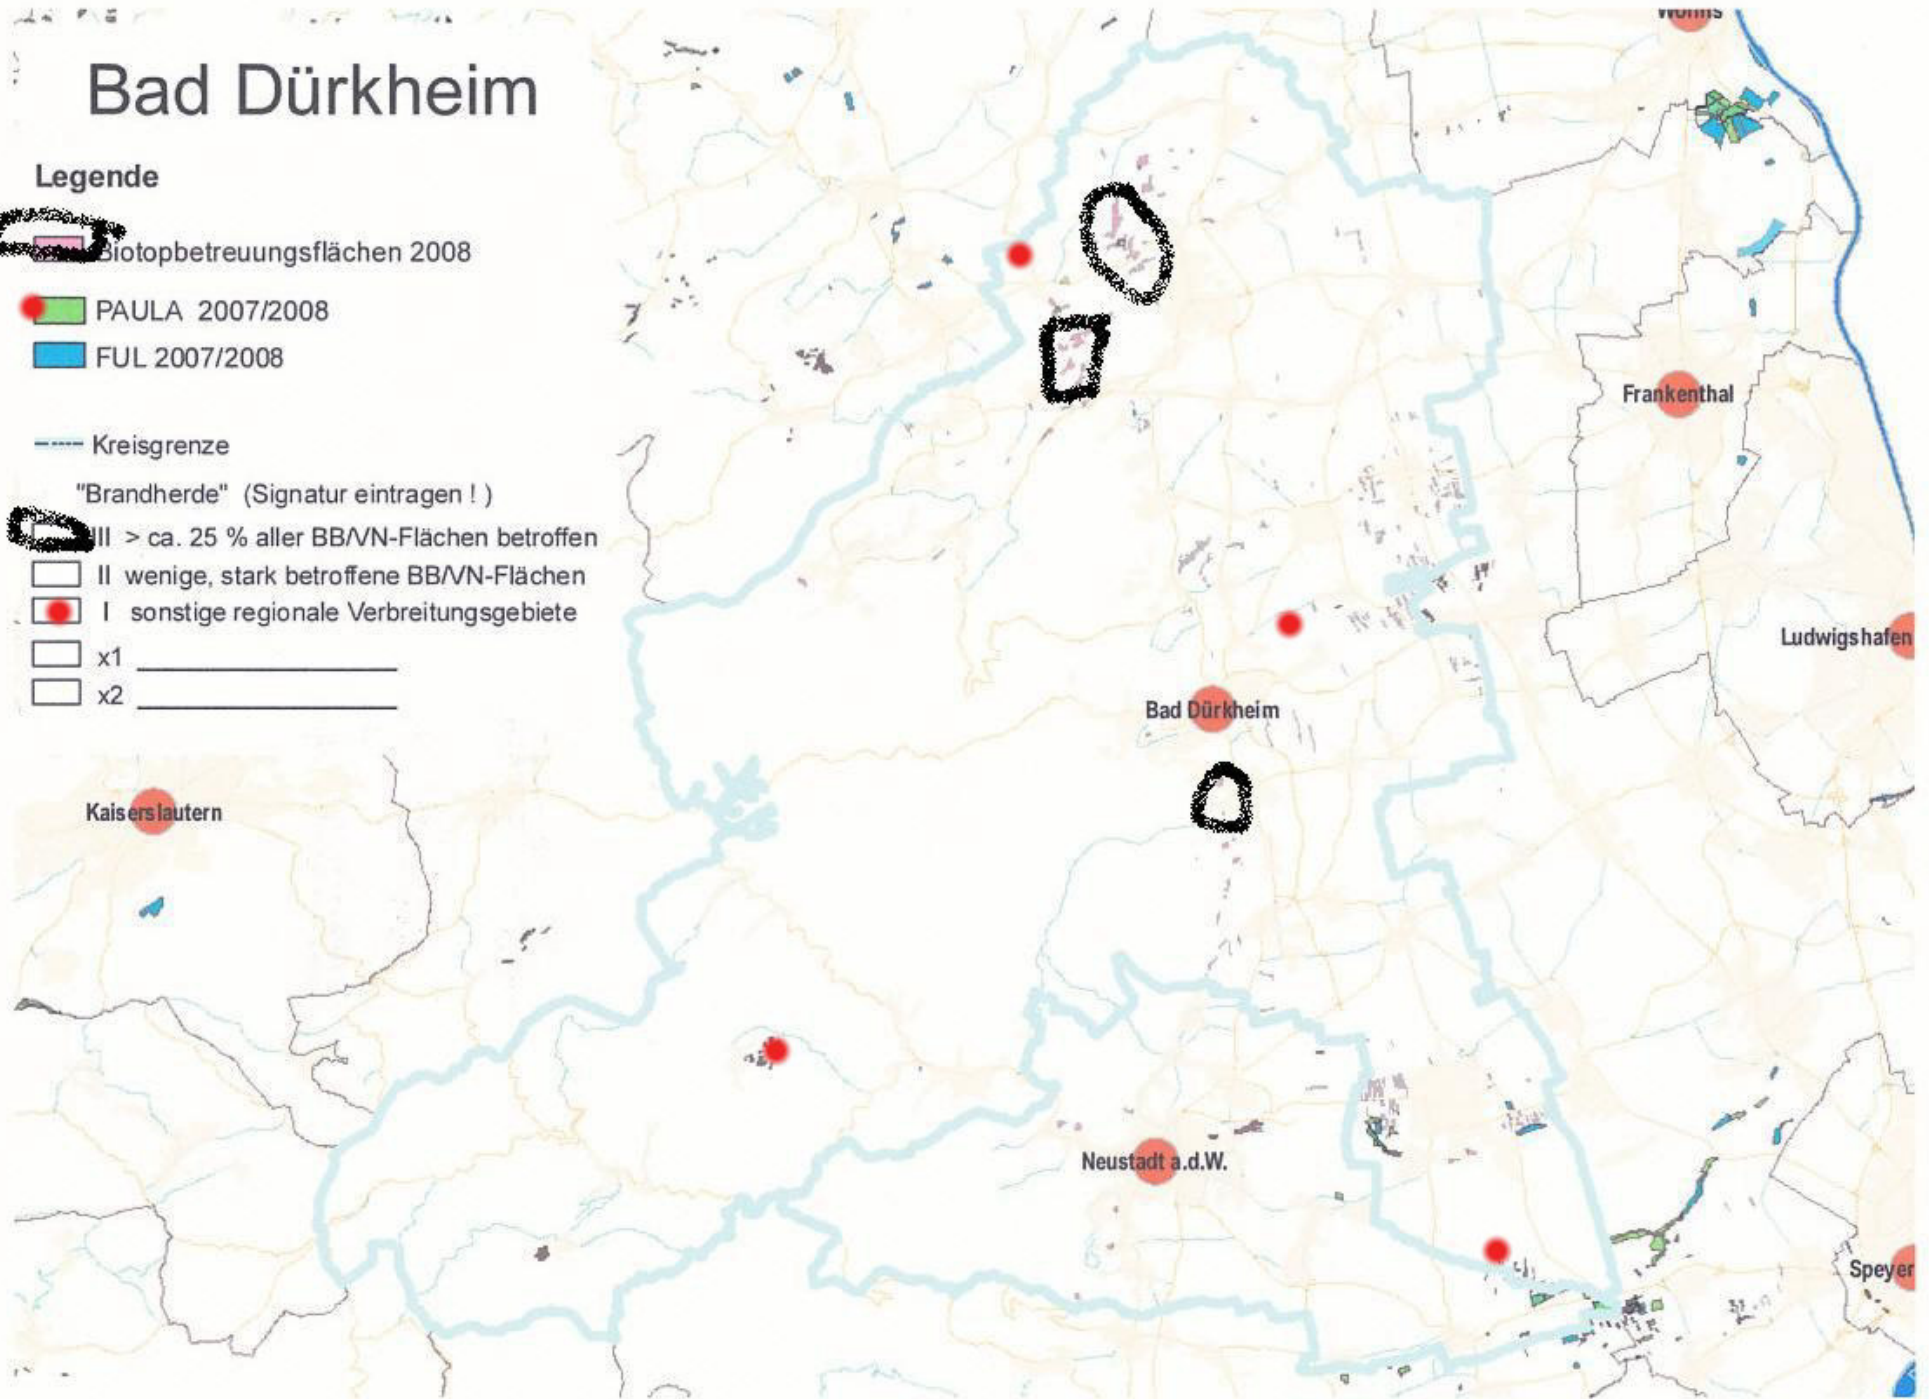 Bad Dürkheim
Legende
Biotopbetreuungsflächen 2008
PAULA 2007/2008
FUL 2007/2008
Kreisgrenze
"Brandherde" (Signatur eintragen ! )
III > ca. 25 % aller BB/VN-Flächen betroffen
II wenige, stark betroffene BB/VN-Flächen
I sonstige regionale Verbreitungsgebiete
x1
x2
Worms
Frankenthal
Ludwigshafen
Bad Dürkheim
Kaiserslautern
Neustadt a.d.W.
Speyer